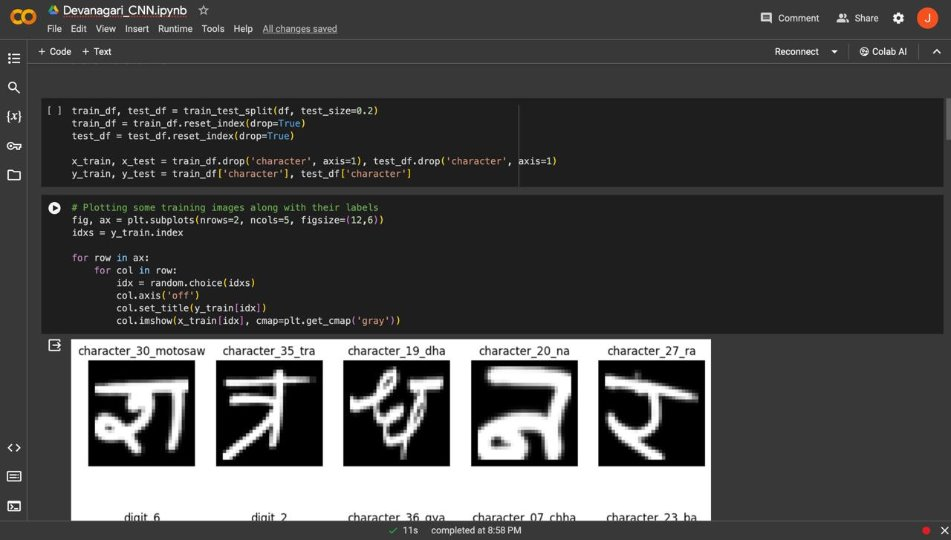 CO Devanagari_CNN.ipynb
File Edit View Insert Runtime Tools Help All changes saved
Comment Share J
+ Code + Text Reconnect Colab AI
[ ] train_df, test_df = train_test_split(df, test_size=0.2)
train_df = train_df.reset_index(drop=True)
test_df = test_df.reset_index(drop=True)
x_train, x_test = train_df.drop('character', axis=1), test_df.drop('character', axis=1)
y_train, y_test = train_df['character'], test_df['character']
# Plotting some training images along with their labels
fig, ax = plt.subplots(nrows=2, ncols=5, figsize=(12,6))
idxs = y_train.index
for row in ax:
for col in row:
idx = random.choice(idxs)
col.axis('off')
col.set_title(y_train[idx])
col.imshow(x_train[idx], cmap=plt.get_cmap('gray'))
character_30_motosaw character_35_tra character_19_dha character_20_na character_27_ra
श त्र ध न र
digit_6 digit_2 character_36_gya character_07_chha character_23_ba
11s completed at 8:58 PM